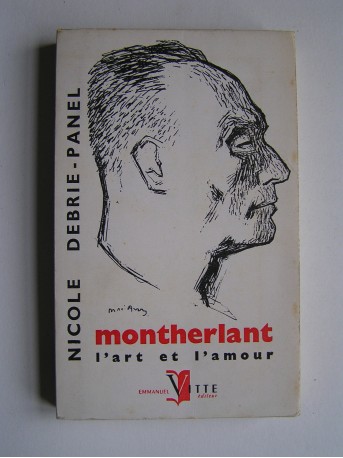 NICOLE DEBRIE-PANEL
montherlant
l'art et l'amour
EMMANUEL VITTE
éditeur